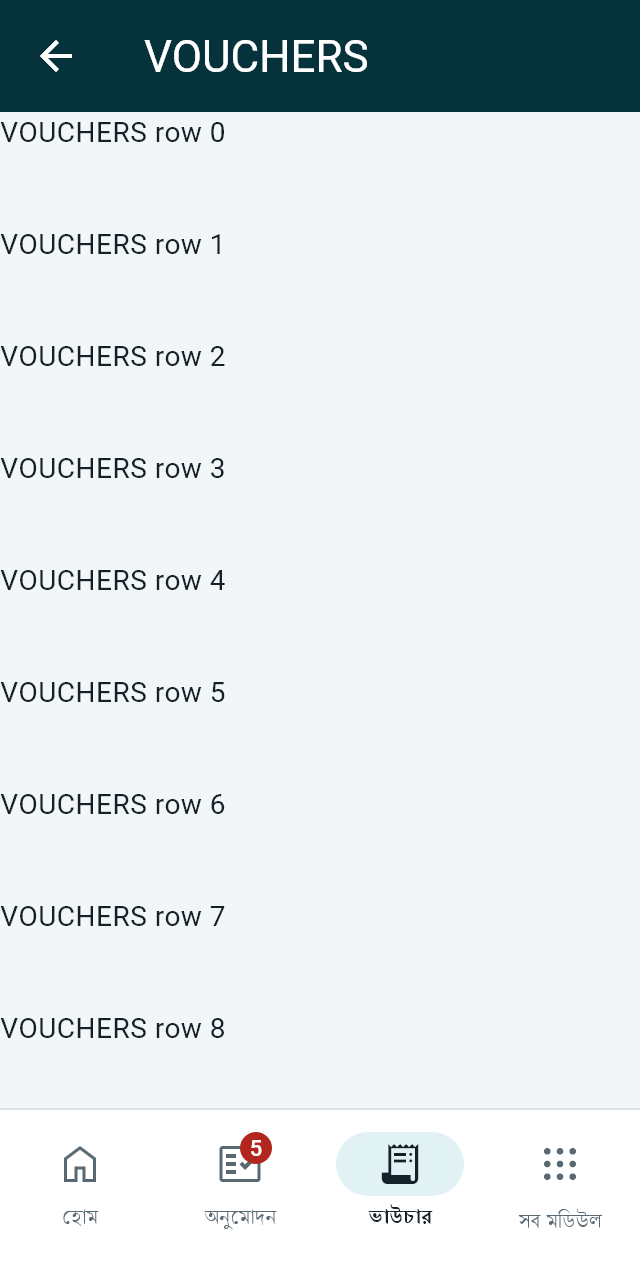 VOUCHERS
VOUCHERS row 0
VOUCHERS row 1
VOUCHERS row 2
VOUCHERS row 3
VOUCHERS row 4
VOUCHERS row 5
VOUCHERS row 6
VOUCHERS row 7
VOUCHERS row 8
5
হোম
অনুমোদন
ভাউচার
সব মডিউল